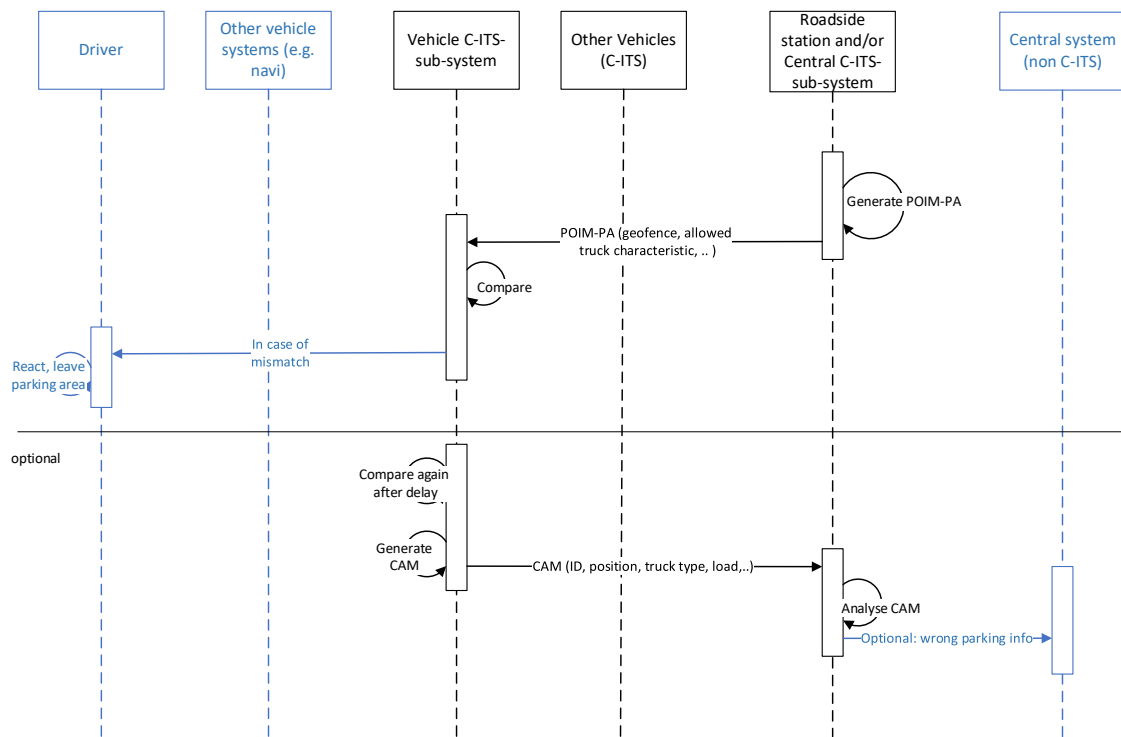 Driver
Other vehicle
systems (e.g.
navi)
Vehicle C-ITS-
sub-system
Other Vehicles
(C-ITS)
Roadside
station and/or
Central C-ITS-
sub-system
Central system
(non C-ITS)
Generate POIM-PA
POIM-PA (geofence, allowed
truck characteristic, .. )
Compare
In case of
mismatch
React, leave
parking area
optional
Compare again
after delay
Generate
CAM
CAM (ID, position, truck type, load,..)
Analyse CAM
Optional: wrong parking info